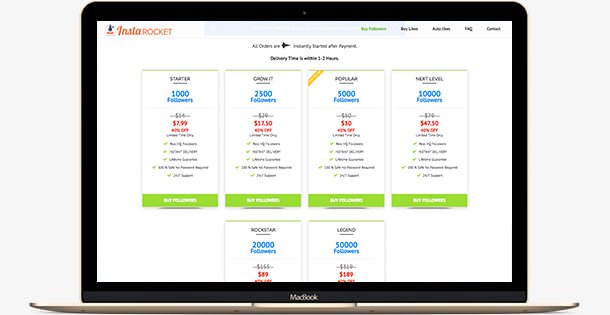 Insta ROCKET
Buy Followers
Buy Likes
Auto Likes
FAQ
Contact
All Orders are Instantly Started after Payment.
Delivery Time is within 1-2 Hours.
STARTER
1000
Followers
$14
$7.99
40% OFF
Limited Time Only
Real HQ Followers
INSTANT DELIVERY
Lifetime Guarantee
100 % Safe No Password Required
24/7 Support
BUY FOLLOWERS
GROW IT
2500
Followers
$29
$17.50
40% OFF
Limited Time Only
Real HQ Followers
INSTANT DELIVERY
Lifetime Guarantee
100 % Safe No Password Required
24/7 Support
BUY FOLLOWERS
POPULAR
5000
Followers
$50
$30
40% OFF
Limited Time Only
Real HQ Followers
INSTANT DELIVERY
Lifetime Guarantee
100 % Safe No Password Required
24/7 Support
BUY FOLLOWERS
NEXT LEVEL
10000
Followers
$79
$47.50
40% OFF
Limited Time Only
Real HQ Followers
INSTANT DELIVERY
Lifetime Guarantee
100 % Safe No Password Required
24/7 Support
BUY FOLLOWERS
ROCKSTAR
20000
Followers
$155
$89
40% OFF
LEGEND
50000
Followers
$319
$189
40% OFF
MacBook